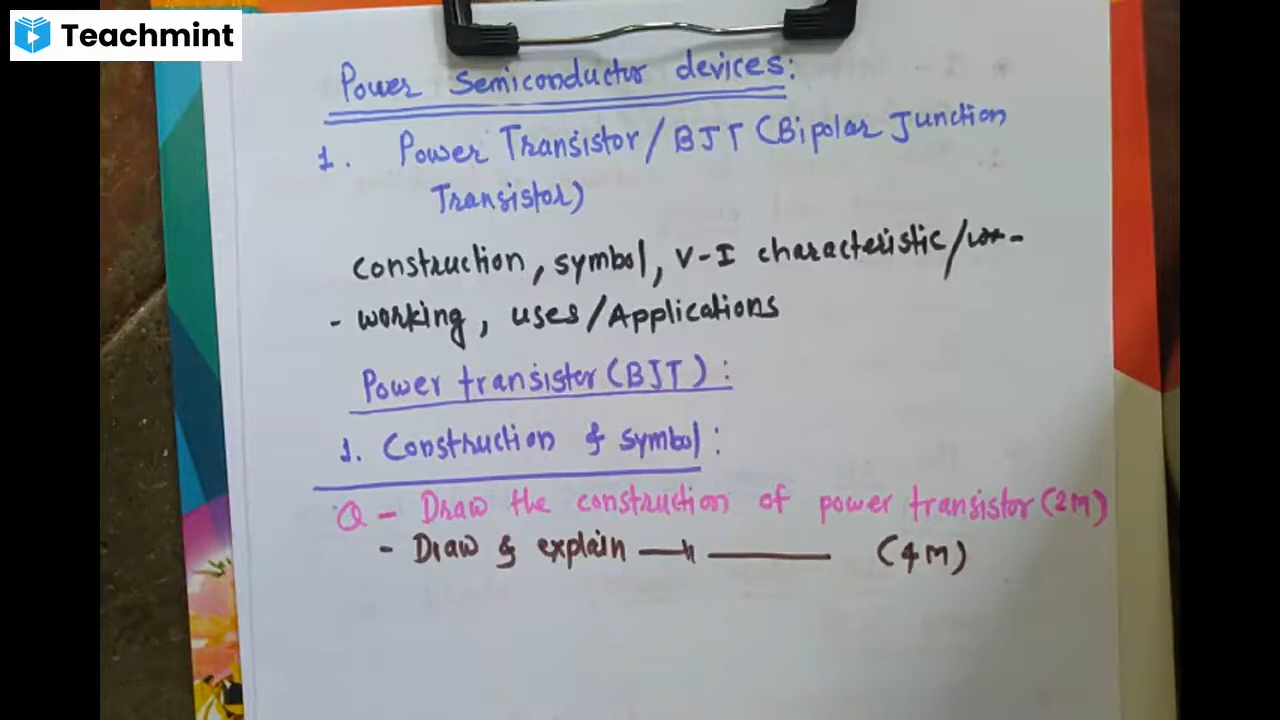 Teachmint
Power Semiconductor devices:
1. Power Transistor/BJT (Bipolar Junction
Transistor)
construction, symbol, V-I characteristic/wor-
- working, uses/Applications
Power transistor (BJT):
1. Construction & symbol:
Q - Draw the construction of power transistor (2M)
- Draw & explain —〃— (4M)